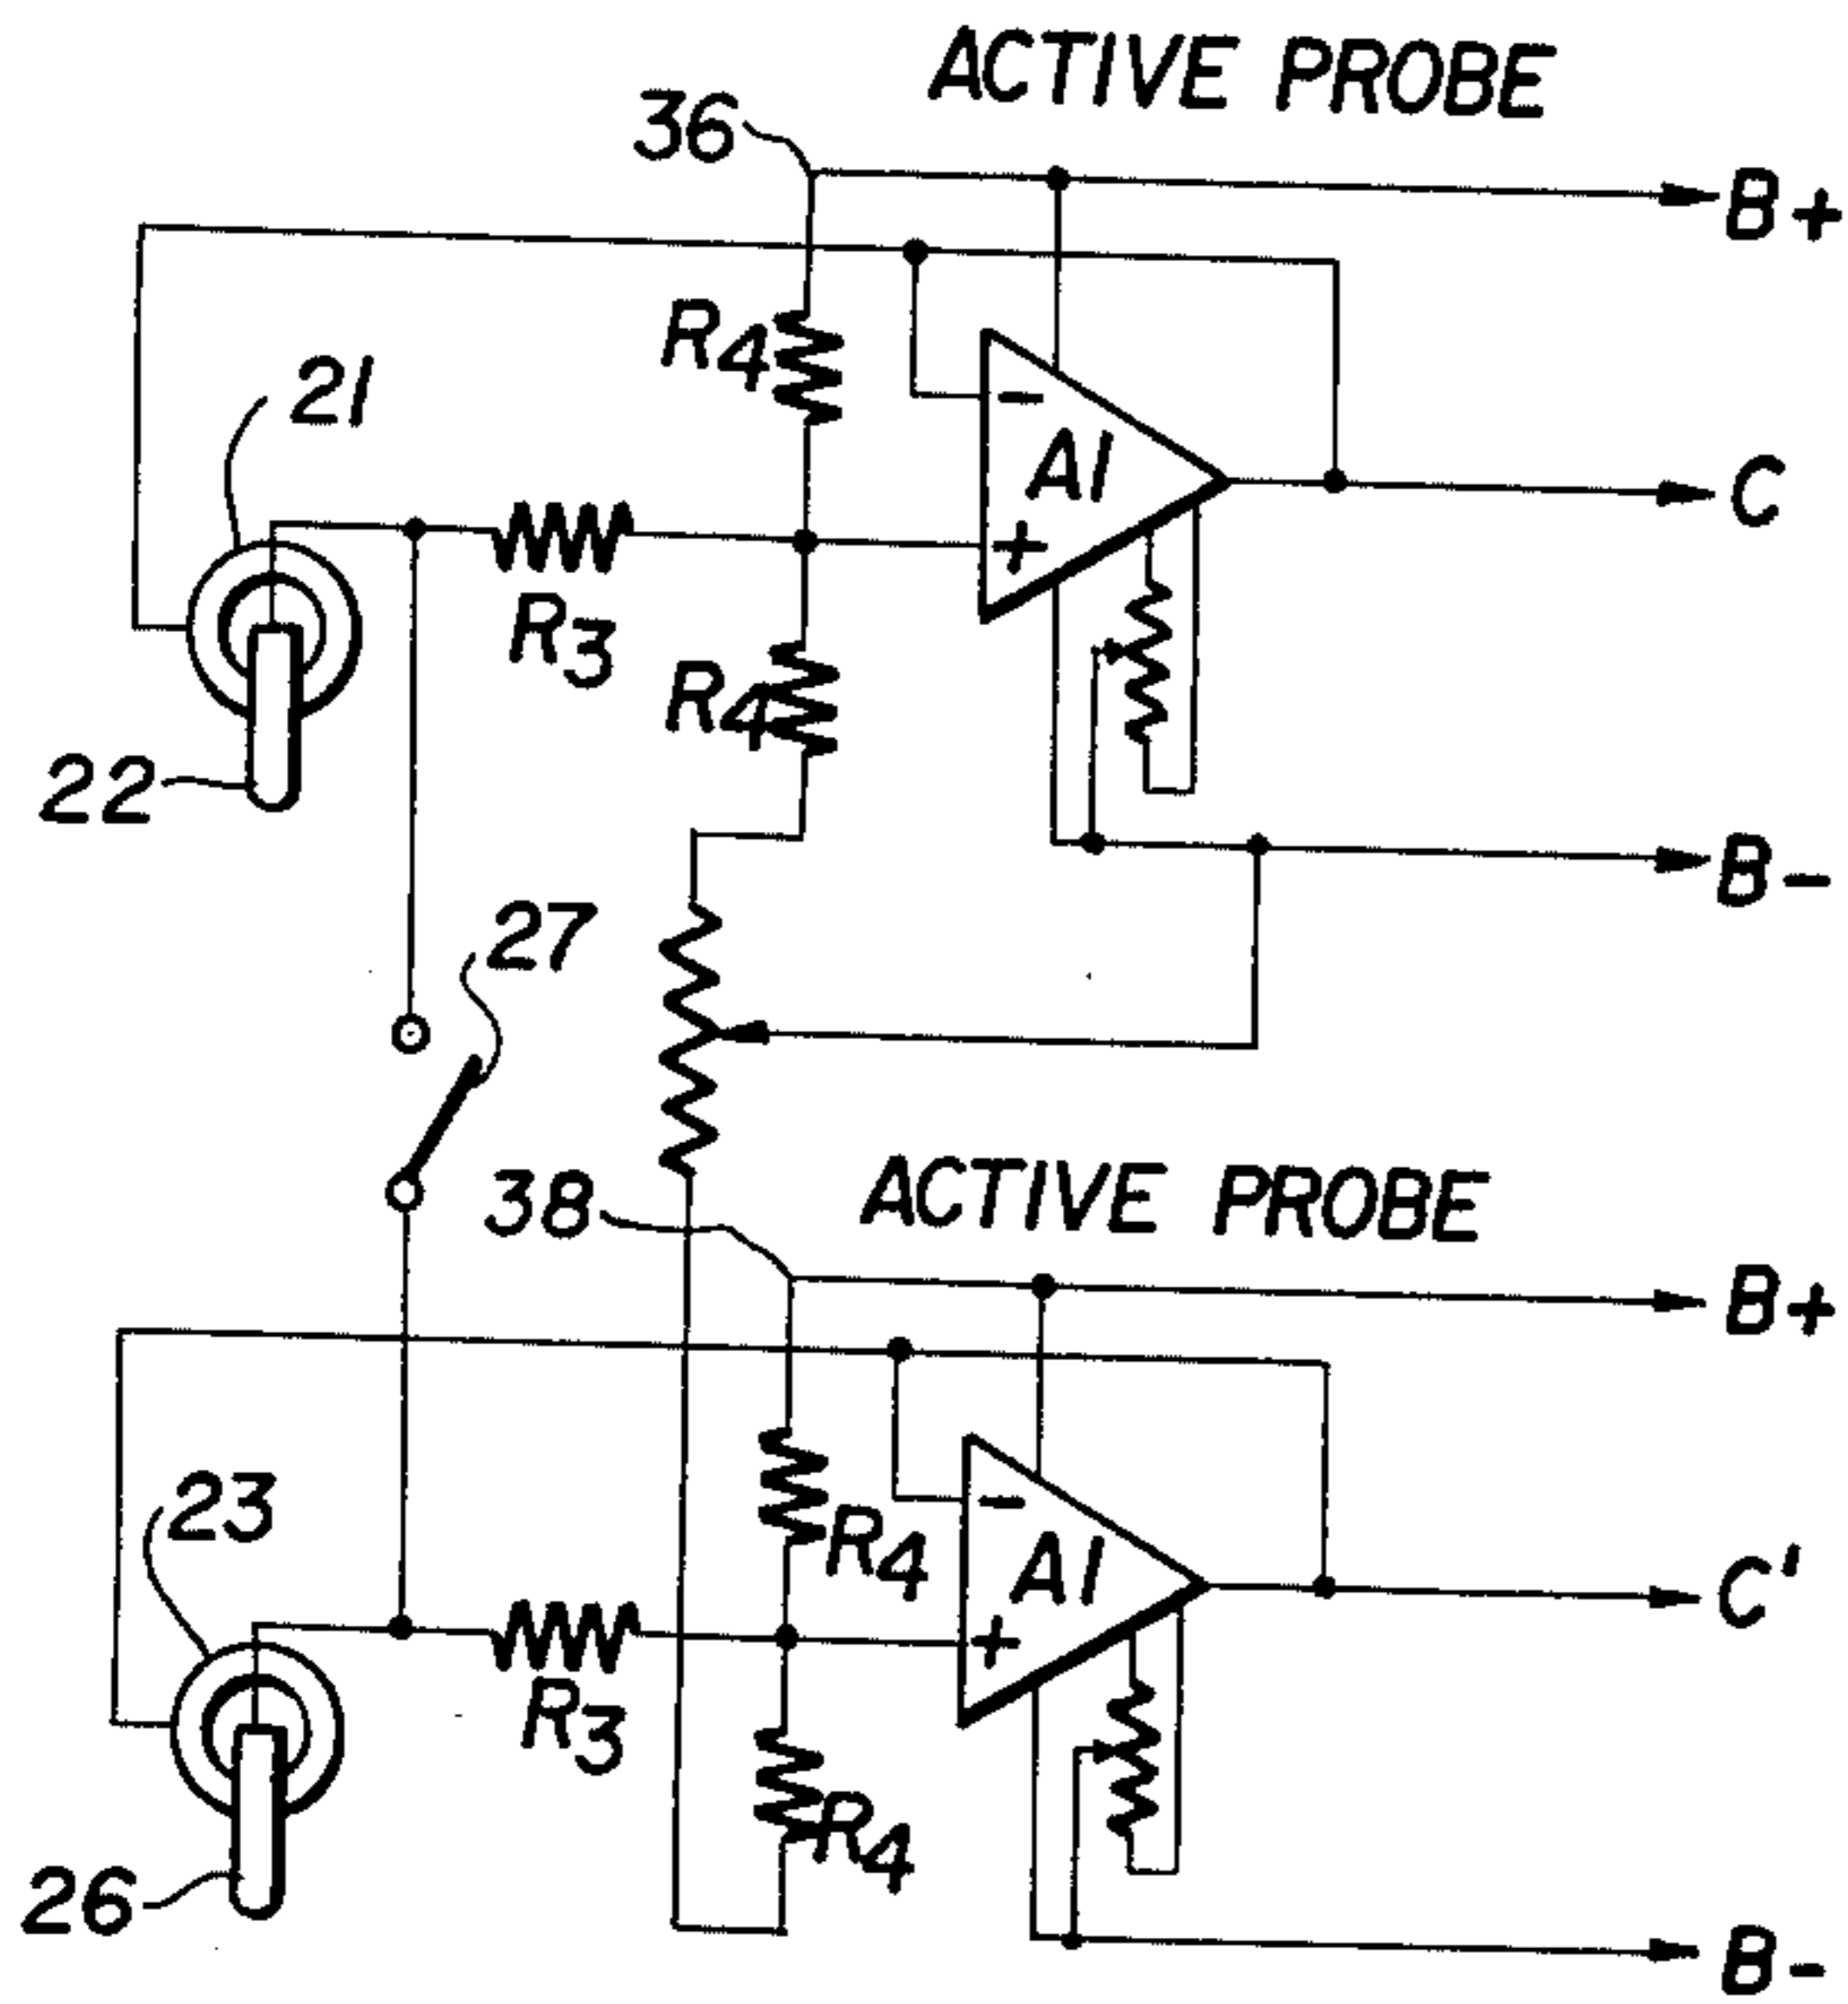 ACTIVE PROBE
36
B+
R4
21
-
A1
C
+
R3
R4
22
B-
27
38
ACTIVE PROBE
B+
23
-
R4
A1
C'
+
R3
R4
26
B-